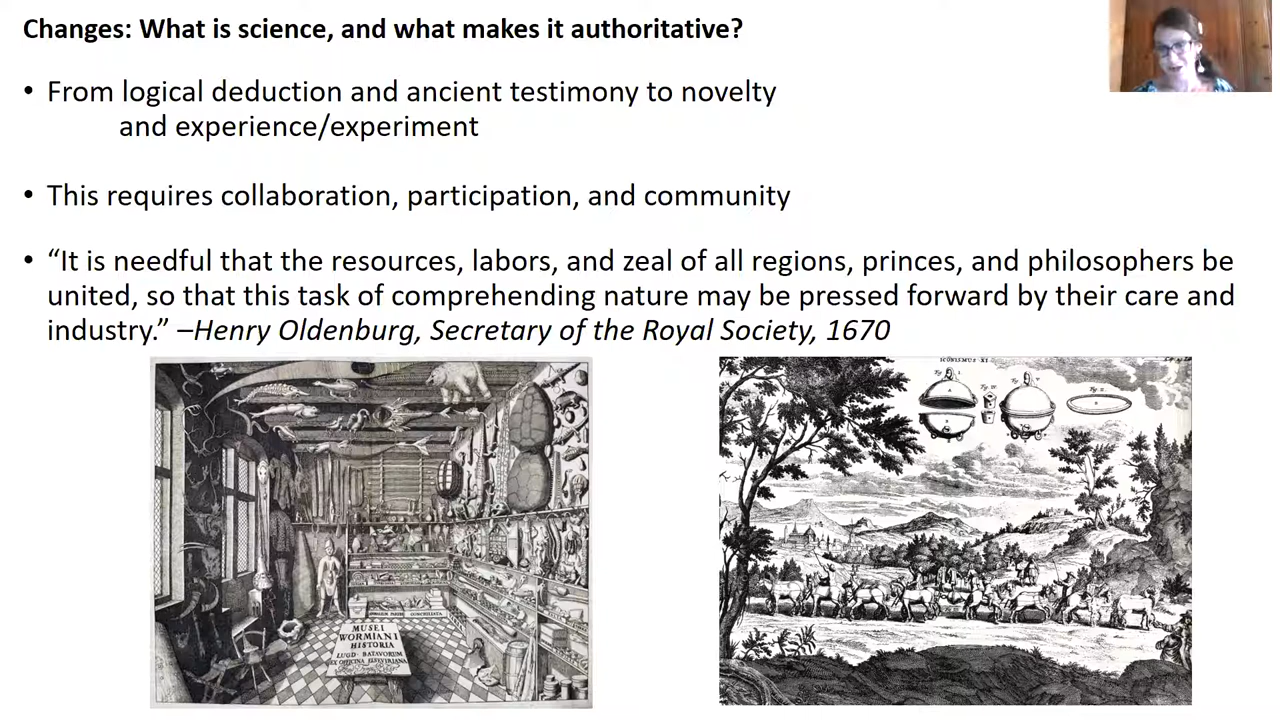 Changes: What is science, and what makes it authoritative?
• From logical deduction and ancient testimony to novelty
and experience/experiment
• This requires collaboration, participation, and community
• “It is needful that the resources, labors, and zeal of all regions, princes, and philosophers be
united, so that this task of comprehending nature may be pressed forward by their care and
industry.” –Henry Oldenburg, Secretary of the Royal Society, 1670
ICONISMUS XI
MUSEI
WORMIANI
HISTORIA
LUGD. BATAVORUM
EX OFFICINA ELSEVIRIANA